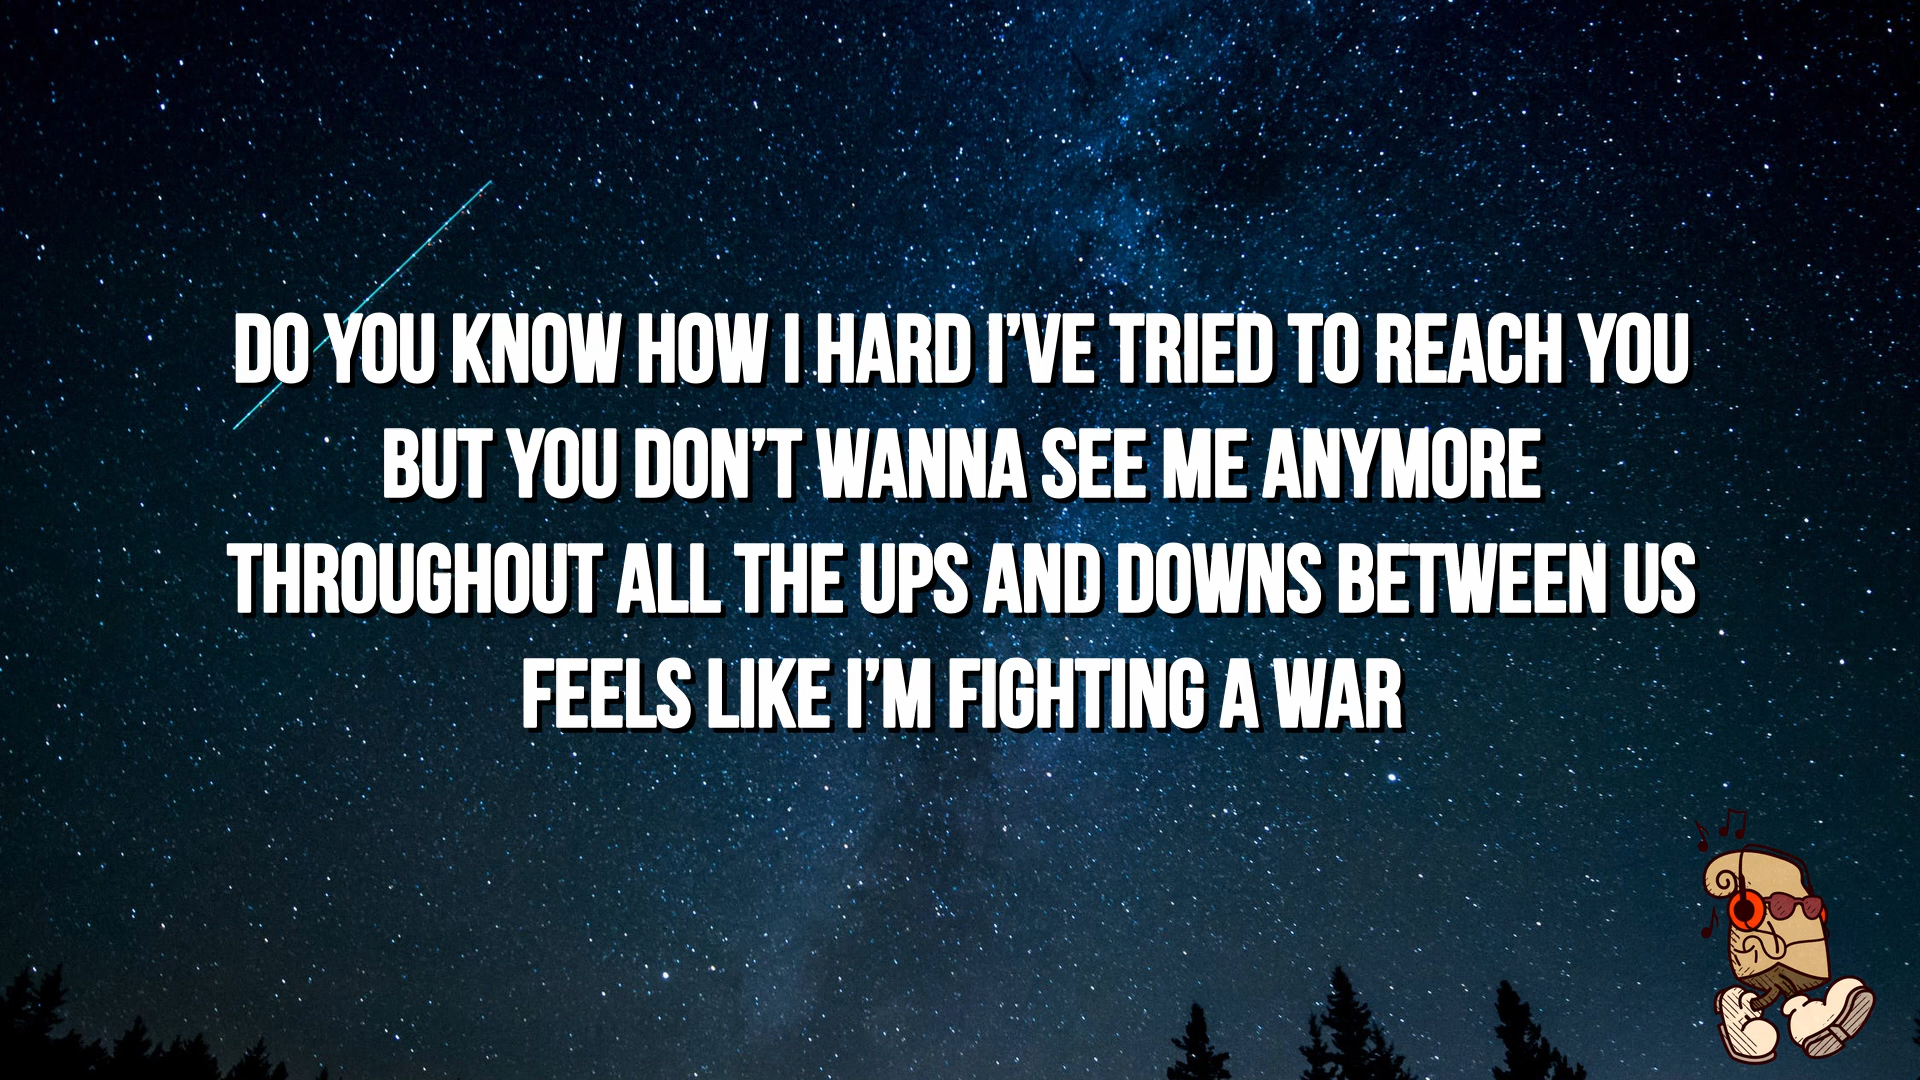 DO YOU KNOW HOW I HARD I'VE TRIED TO REACH YOU
BUT YOU DON'T WANNA SEE ME ANYMORE
THROUGHOUT ALL THE UPS AND DOWNS BETWEEN US
FEELS LIKE I'M FIGHTING A WAR